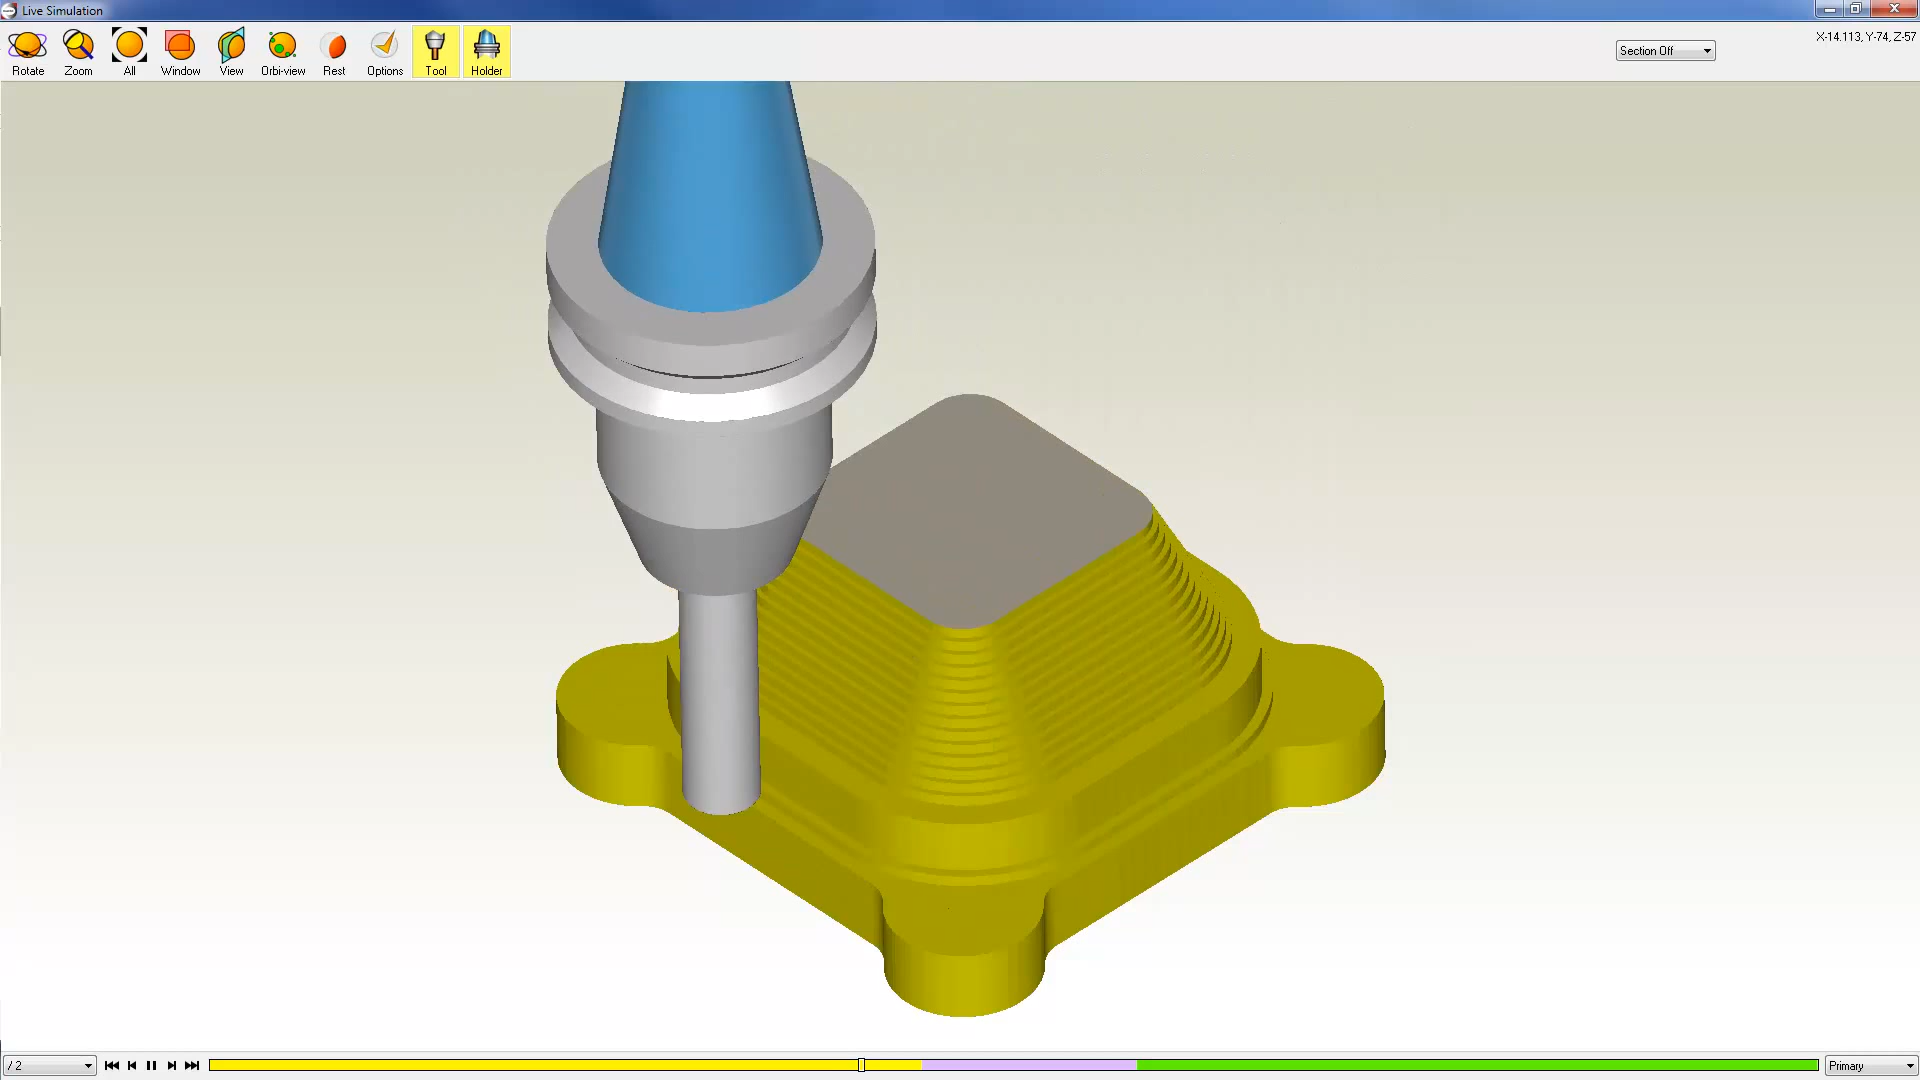 Live Simulation
Rotate Zoom All Window View Orbi-view Rest Options Tool Holder
Section Off
X-14.113, Y-74, Z-57
/ 2
Primary